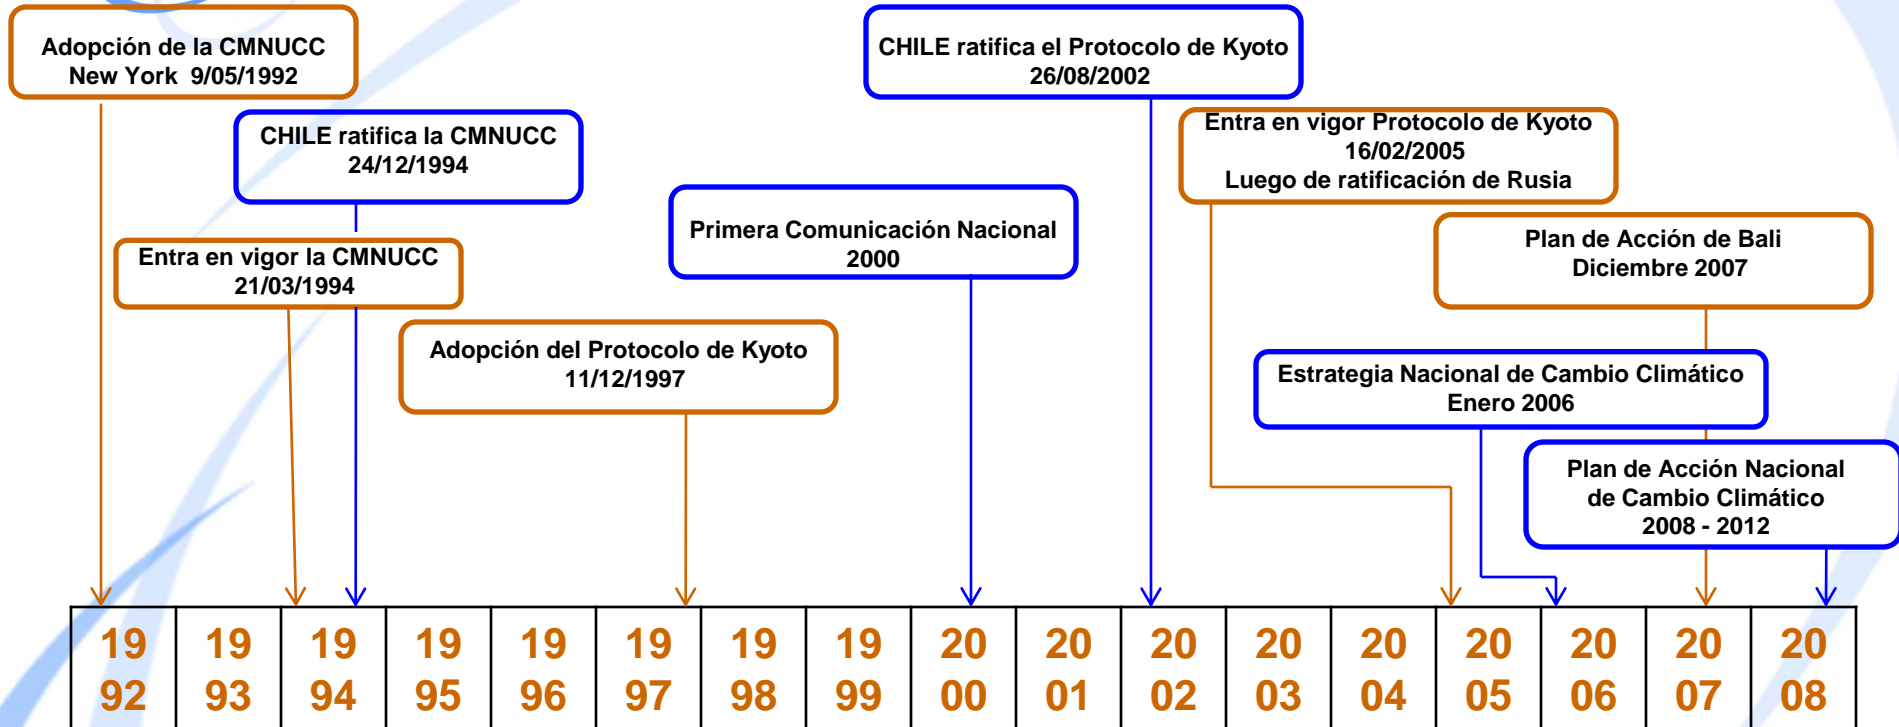 Adopción de la CMNUCC
New York 9/05/1992
CHILE ratifica el Protocolo de Kyoto
26/08/2002
CHILE ratifica la CMNUCC
24/12/1994
Entra en vigor Protocolo de Kyoto
16/02/2005
Luego de ratificación de Rusia
Primera Comunicación Nacional
2000
Entra en vigor la CMNUCC
21/03/1994
Plan de Acción de Bali
Diciembre 2007
Adopción del Protocolo de Kyoto
11/12/1997
Estrategia Nacional de Cambio Climático
Enero 2006
Plan de Acción Nacional
de Cambio Climático
2008 - 2012
19 19 19 19 19 19 19 19 20 20 20 20 20 20 20 20 20
92 93 94 95 96 97 98 99 00 01 02 03 04 05 06 07 08